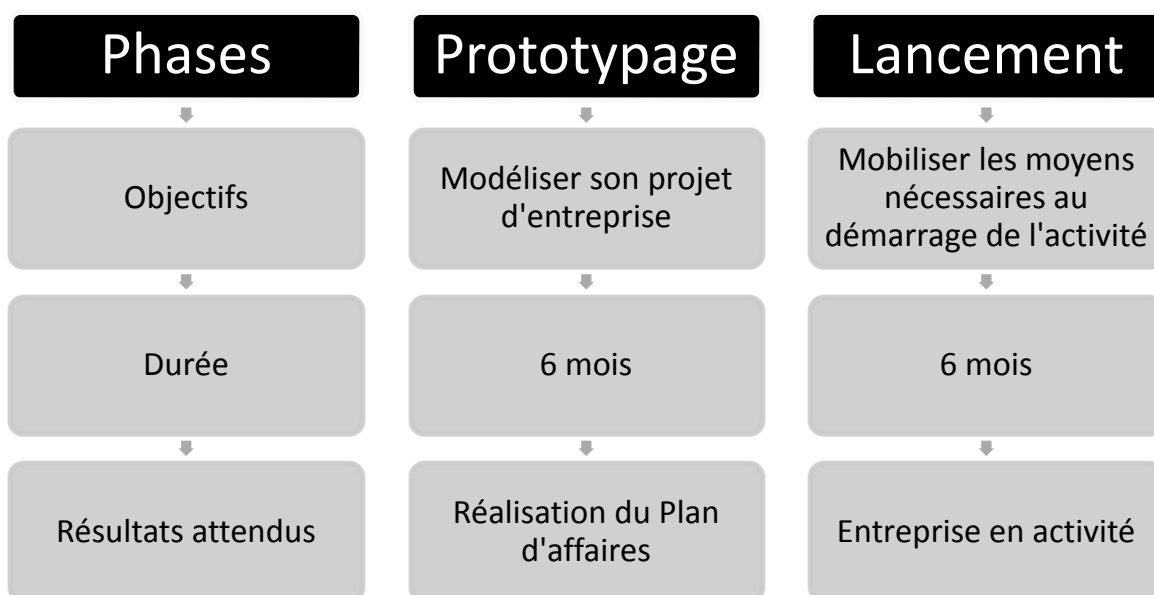 Phases
Prototypage
Lancement
Objectifs
Modéliser son projet
d'entreprise
Mobiliser les moyens
nécessaires au
démarrage de l'activité
Durée
6 mois
6 mois
Résultats attendus
Réalisation du Plan
d'affaires
Entreprise en activité